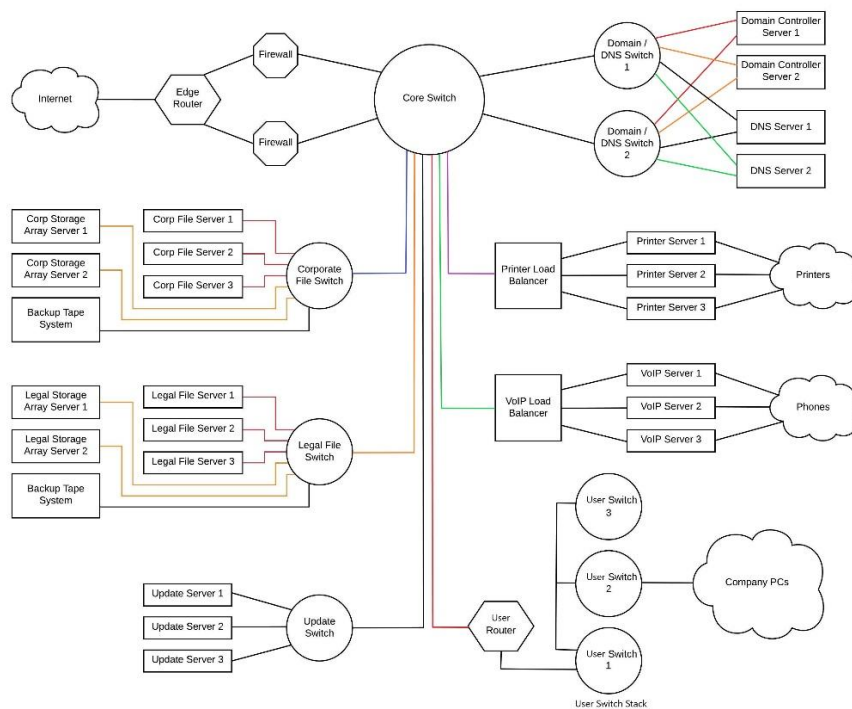 Internet
Edge
Router
Firewall
Firewall
Core Switch
Domain /
DNS Switch
1
Domain /
DNS Switch
2
Domain Controller
Server 1
Domain Controller
Server 2
DNS Server 1
DNS Server 2
Corp Storage
Array Server 1
Corp Storage
Array Server 2
Backup Tape
System
Corp File Server 1
Corp File Server 2
Corp File Server 3
Corporate
File Switch
Printer Load
Balancer
Printer Server 1
Printer Server 2
Printer Server 3
Printers
Legal Storage
Array Server 1
Legal Storage
Array Server 2
Backup Tape
System
Legal File Server 1
Legal File Server 2
Legal File Server 3
Legal File
Switch
VoIP Load
Balancer
VoIP Server 1
VoIP Server 2
VoIP Server 3
Phones
Update Server 1
Update Server 2
Update Server 3
Update
Switch
User
Router
User Switch
3
User Switch
2
User Switch
1
User Switch Stack
Company PCs